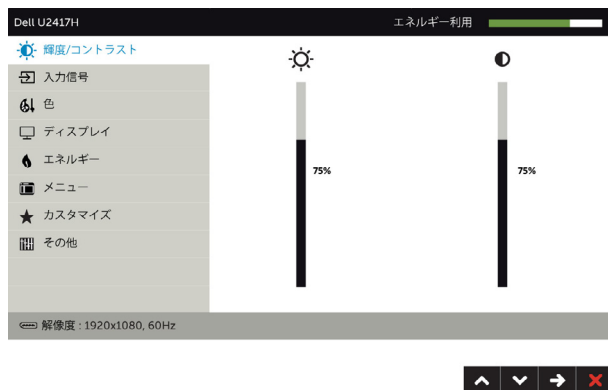 Dell U2417H
エネルギー利用
輝度/コントラスト
入力信号
色
ディスプレイ
エネルギー
メニュー
カスタマイズ
その他
75%
75%
解像度 : 1920x1080, 60Hz